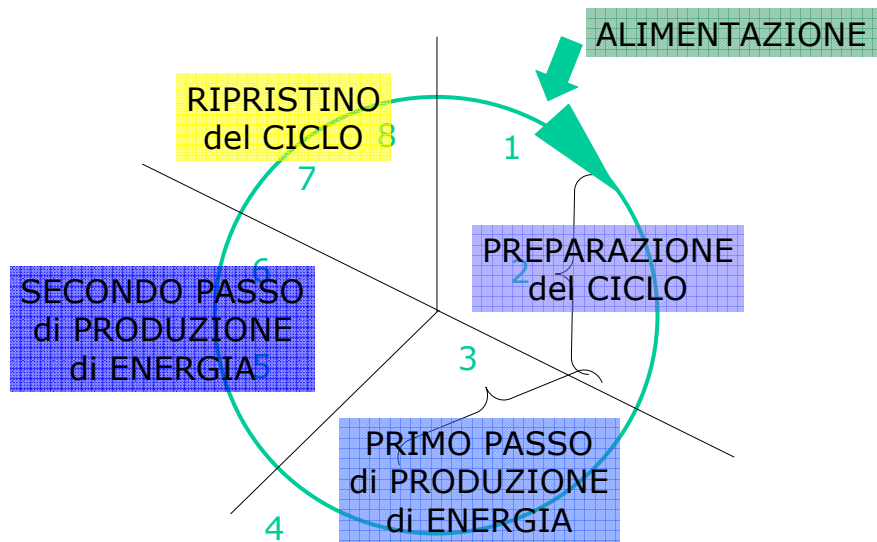 ALIMENTAZIONE
RIPRISTINO
del CICLO
8
1
7
PREPARAZIONE
2
del CICLO
6
SECONDO PASSO
di PRODUZIONE
di ENERGIA
5
3
PRIMO PASSO
di PRODUZIONE
di ENERGIA
4